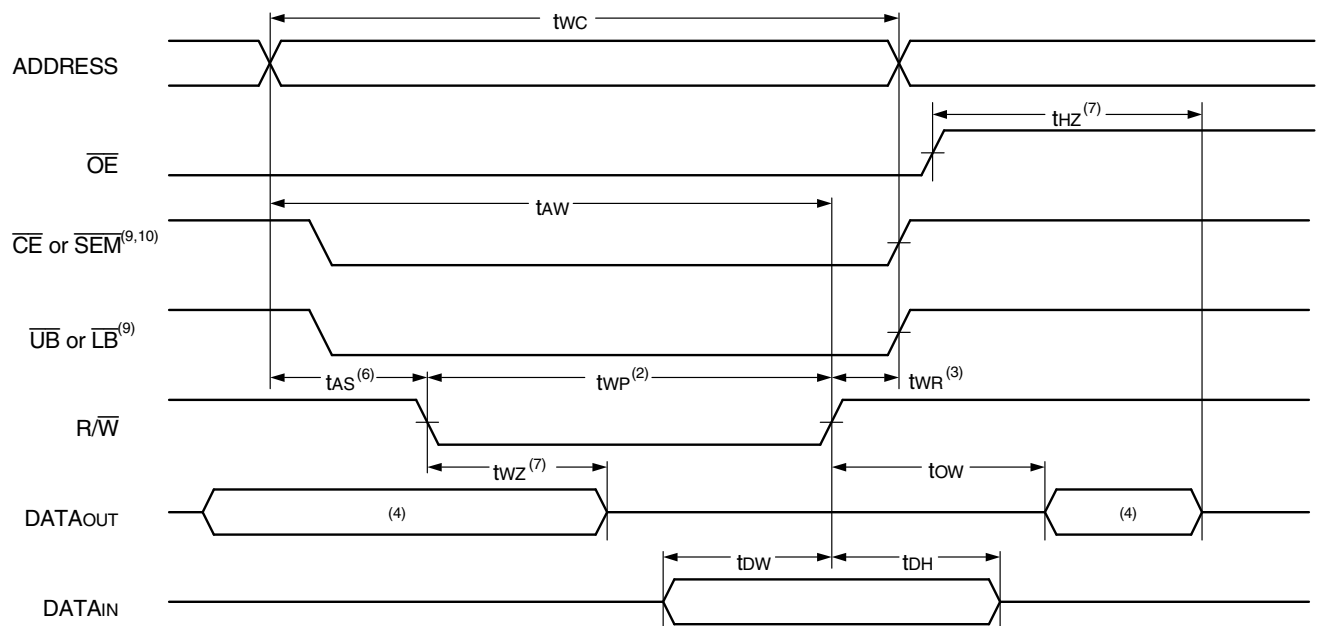 tWC
ADDRESS
tHZ(7)
OE
tAW
CE or SEM(9,10)
UB or LB(9)
tAS(6) tWP(2) tWR(3)
R/W
tWZ(7) tOW
DATAOUT (4) (4)
tDW tDH
DATAIN